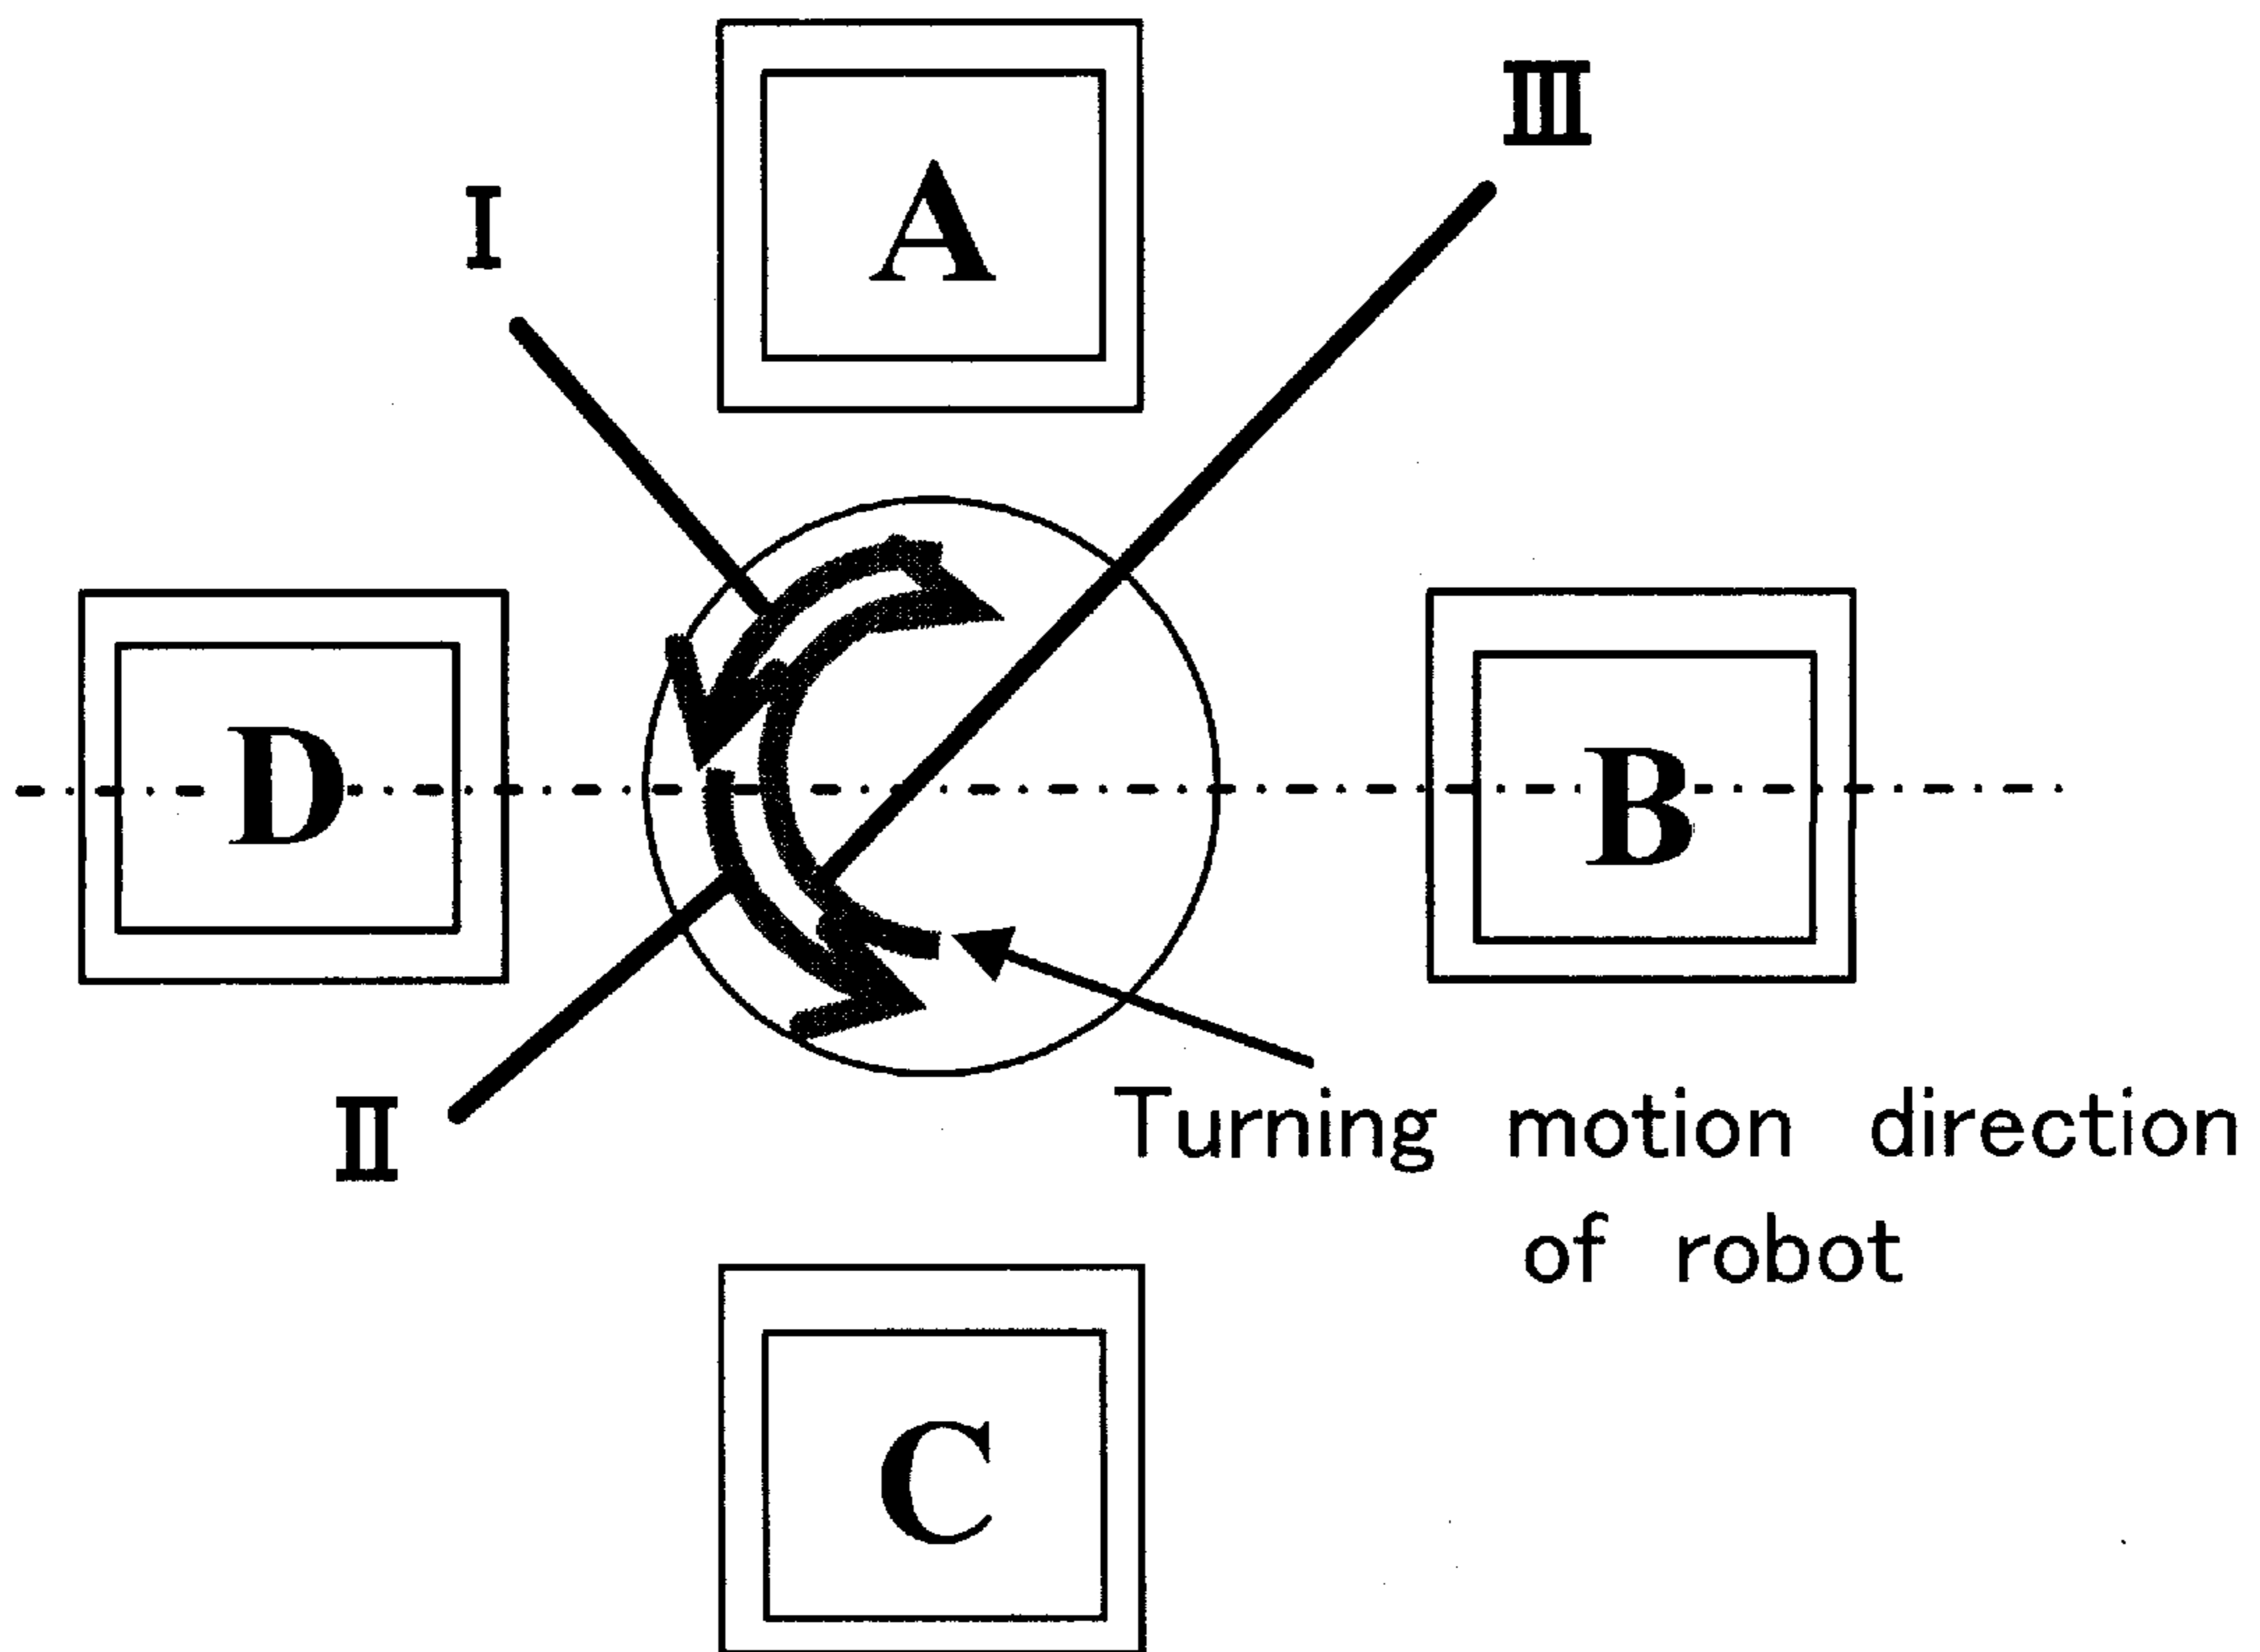 A
Ⅲ
Ⅰ
D
B
Ⅱ
Turning motion direction
of robot
C